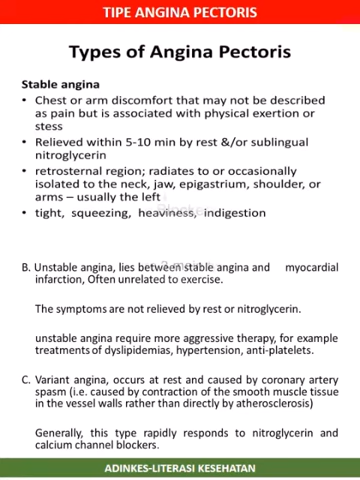 TIPE ANGINA PECTORIS
Types of Angina Pectoris
Stable angina
• Chest or arm discomfort that may not be described
as pain but is associated with physical exertion or
stress
• Relieved within 5-10 min by rest &/or sublingual
nitroglycerin
• retrosternal region; radiates to or occasionally
isolated to the neck, jaw, epigastrium, shoulder, or
arms – usually the left
• tight, squeezing, heaviness, indigestion
B. Unstable angina, lies between stable angina and myocardial
infarction, Often unrelated to exercise.
The symptoms are not relieved by rest or nitroglycerin.
unstable angina require more aggressive therapy, for example
treatments of dyslipidemias, hypertension, anti-platelets.
C. Variant angina, occurs at rest and caused by coronary artery
spasm (i.e. caused by contraction of the smooth muscle tissue
in the vessel walls rather than directly by atherosclerosis)
Generally, this type rapidly responds to nitroglycerin and
calcium channel blockers.
ADINKES-LITERASI KESEHATAN